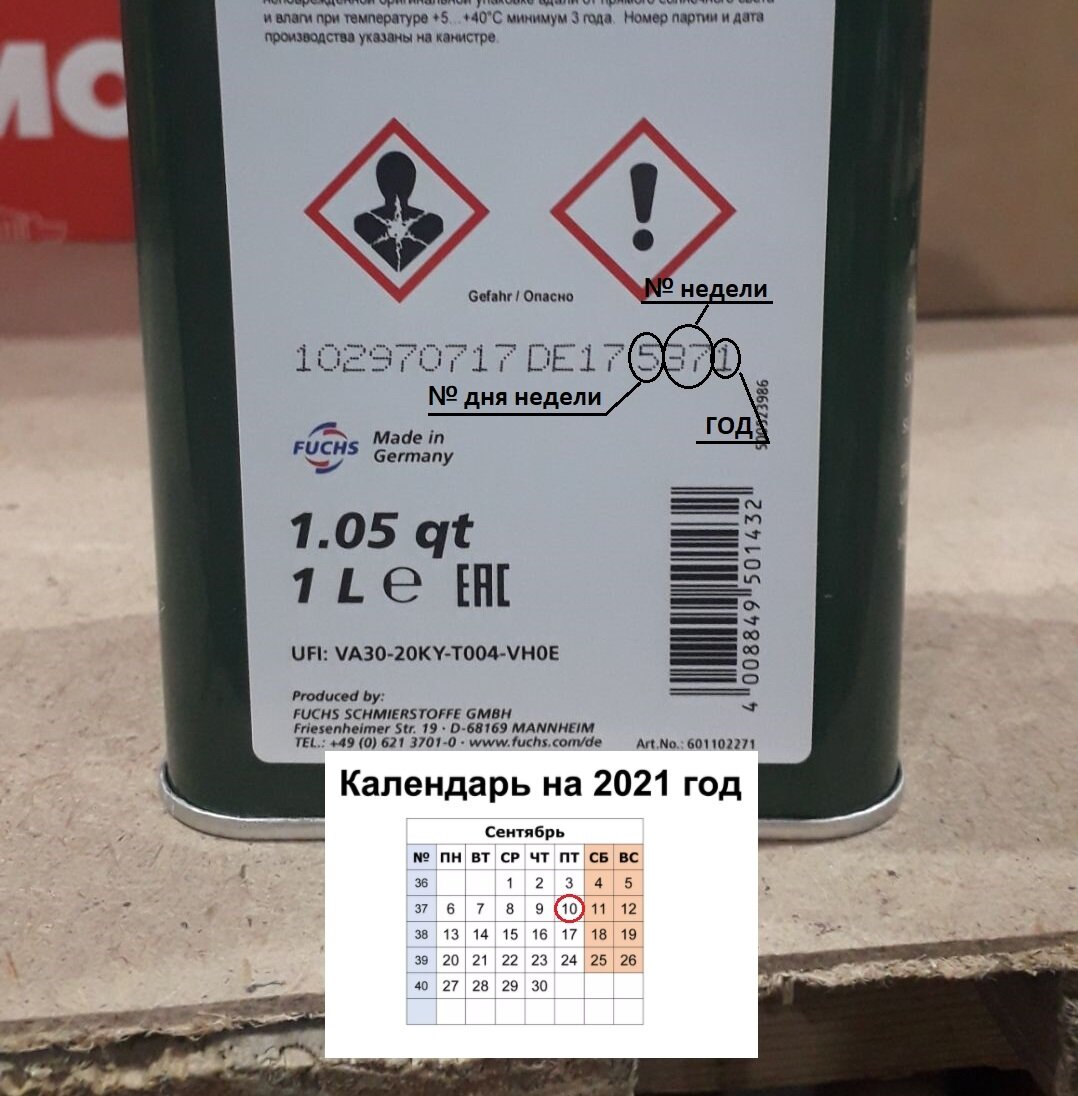 неповрежденной оригинальной упаковке вдали от прямого солнечного света
и влаги при температуре +5...+40°С минимум 3 года. Номер партии и дата
производства указаны на канистре.
MO
Gefahr / Опасно
№ недели
102970717 DE17 5371
№ дня недели
год
500523986
FUCHS
Made in
Germany
1.05 qt
1 L e EAC
4008849501432
UFI: VA30-20KY-T004-VH0E
Produced by:
FUCHS SCHMIERSTOFFE GMBH
Friesenheimer Str. 19 · D-68169 MANNHEIM
TEL.: +49 (0) 621 3701-0 · www.fuchs.com/de
Art.No.: 601102271
Календарь на 2021 год
Сентябрь
№ ПН ВТ СР ЧТ ПТ СБ ВС
36 1 2 3 4 5
37 6 7 8 9 10 11 12
38 13 14 15 16 17 18 19
39 20 21 22 23 24 25 26
40 27 28 29 30